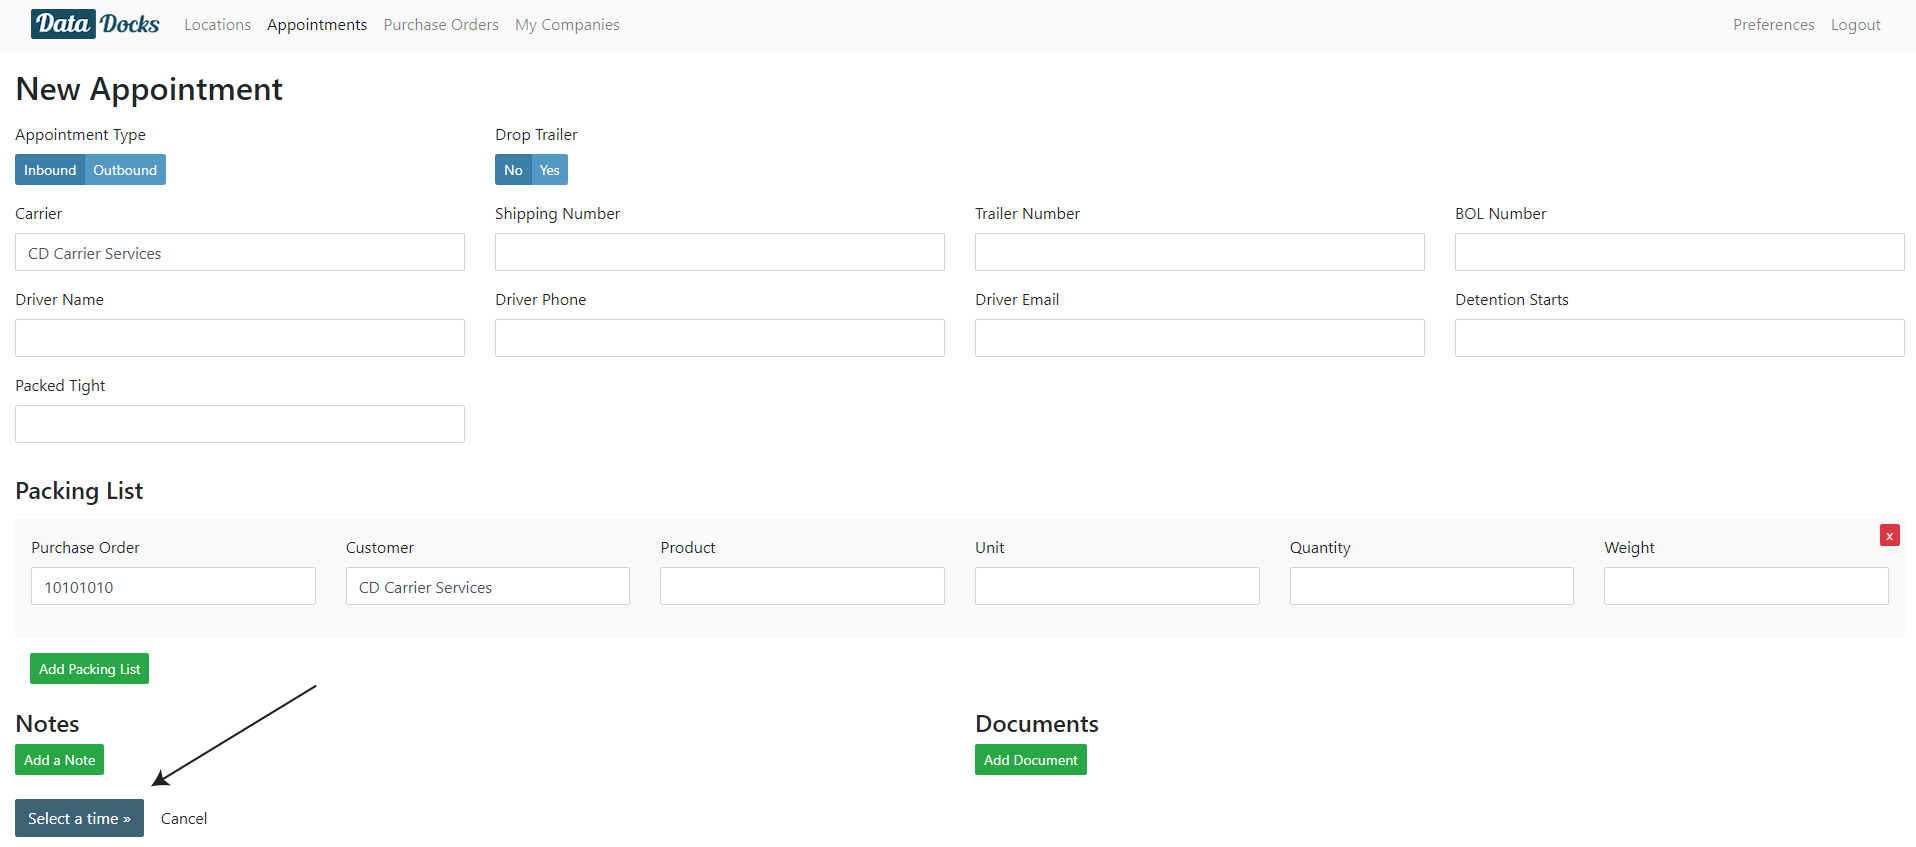 Data Docks Locations Appointments Purchase Orders My Companies Preferences Logout
New Appointment
Appointment Type Drop Trailer
Inbound Outbound No Yes
Carrier Shipping Number Trailer Number BOL Number
CD Carrier Services
Driver Name Driver Phone Driver Email Detention Starts
Packed Tight
Packing List
x
Purchase Order Customer Product Unit Quantity Weight
10101010 CD Carrier Services
Add Packing List
Notes Documents
Add a Note Add Document
Select a time » Cancel